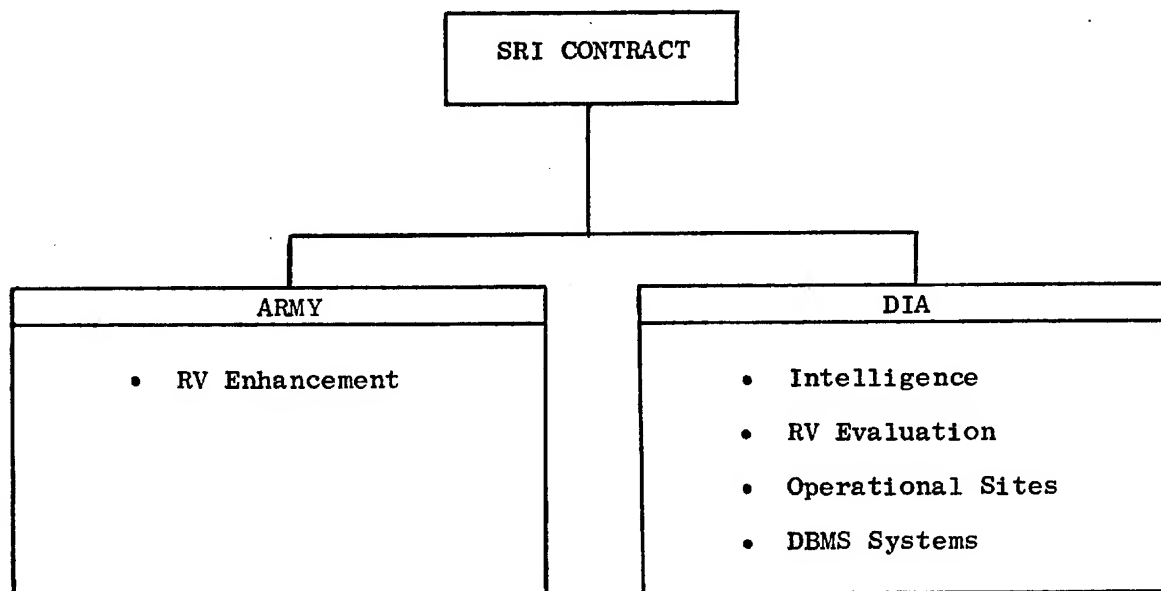 SRI CONTRACT
ARMY
• RV Enhancement
DIA
• Intelligence
• RV Evaluation
• Operational Sites
• DBMS Systems